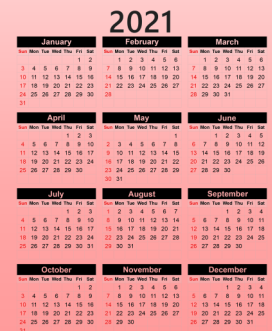 2021
January
Sun Mon Tue Wed Thu Fri Sat
1 2
3 4 5 6 7 8 9
10 11 12 13 14 15 16
17 18 19 20 21 22 23
24 25 26 27 28 29 30
31
February
Sun Mon Tue Wed Thu Fri Sat
1 2 3 4 5 6
7 8 9 10 11 12 13
14 15 16 17 18 19 20
21 22 23 24 25 26 27
28
March
Sun Mon Tue Wed Thu Fri Sat
1 2 3 4 5 6
7 8 9 10 11 12 13
14 15 16 17 18 19 20
21 22 23 24 25 26 27
28 29 30 31
April
Sun Mon Tue Wed Thu Fri Sat
1 2 3
4 5 6 7 8 9 10
11 12 13 14 15 16 17
18 19 20 21 22 23 24
25 26 27 28 29 30
May
Sun Mon Tue Wed Thu Fri Sat
1
2 3 4 5 6 7 8
9 10 11 12 13 14 15
16 17 18 19 20 21 22
23 24 25 26 27 28 29
30 31
June
Sun Mon Tue Wed Thu Fri Sat
1 2 3 4 5
6 7 8 9 10 11 12
13 14 15 16 17 18 19
20 21 22 23 24 25 26
27 28 29 30
July
Sun Mon Tue Wed Thu Fri Sat
1 2 3
4 5 6 7 8 9 10
11 12 13 14 15 16 17
18 19 20 21 22 23 24
25 26 27 28 29 30 31
August
Sun Mon Tue Wed Thu Fri Sat
1 2 3 4 5 6 7
8 9 10 11 12 13 14
15 16 17 18 19 20 21
22 23 24 25 26 27 28
29 30 31
September
Sun Mon Tue Wed Thu Fri Sat
1 2 3 4
5 6 7 8 9 10 11
12 13 14 15 16 17 18
19 20 21 22 23 24 25
26 27 28 29 30
October
Sun Mon Tue Wed Thu Fri Sat
1 2
3 4 5 6 7 8 9
10 11 12 13 14 15 16
17 18 19 20 21 22 23
24 25 26 27 28 29 30
November
Sun Mon Tue Wed Thu Fri Sat
1 2 3 4 5 6
7 8 9 10 11 12 13
14 15 16 17 18 19 20
21 22 23 24 25 26 27
28 29 30
December
Sun Mon Tue Wed Thu Fri Sat
1 2 3 4
5 6 7 8 9 10 11
12 13 14 15 16 17 18
19 20 21 22 23 24 25
26 27 28 29 30 31